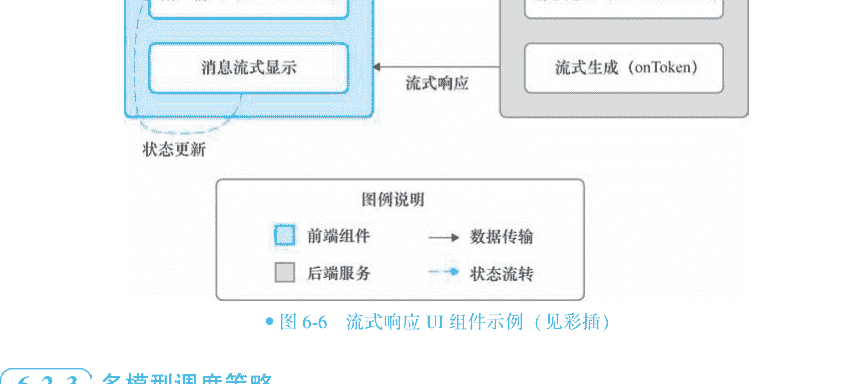 消息流式显示
流式响应
流式生成（onToken）
状态更新
图例说明
前端组件
数据传输
后端服务
状态流转
•图 6-6 流式响应 UI 组件示例（见彩插）
6.2.3 多模型调度策略